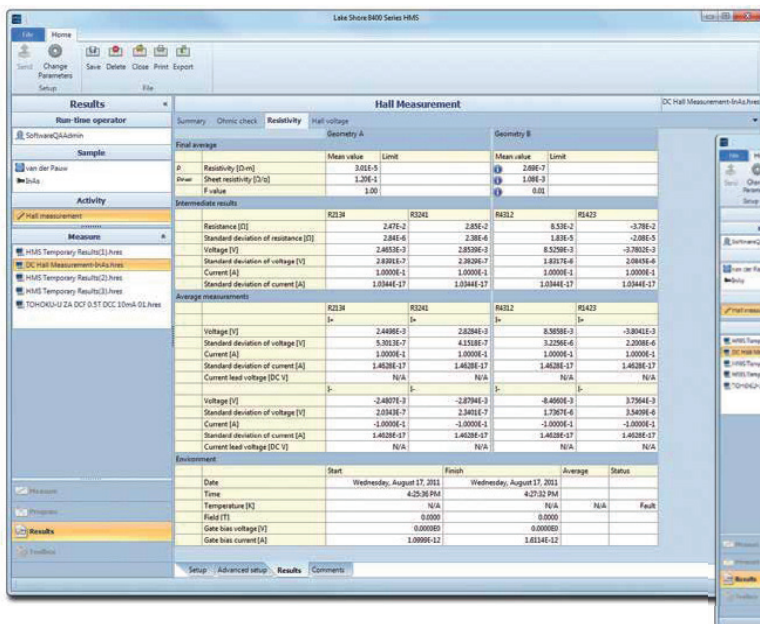 Lake Shore 8400 Series HMS
File Home
Send Change Parameters Save Delete Close Print Export
Setup File
Results «
Run-time operator
SoftwareQAAdmin
Sample
van der Pauw
InAs
Activity
Hall measurement
Measure
HMS Temporary Results(1).hres
DC Hall Measurement-InAs.hres
HMS Temporary Results(2).hres
HMS Temporary Results(3).hres
TOHOKU-U ZA DCF 0.5T DCC 10mA 01.hres
Measure
Program
Results
Toolbox
Hall Measurement
DC Hall Measurement-InAs.hres
Summary Ohmic check Resistivity Hall voltage
Geometry A Geometry B
Final average
Mean value Limit Mean value Limit
ρ Resistivity [Ω·m] 3.01E-5 2.69E-7
Sheet resistivity [Ω/□] 1.20E-1 1.08E-3
F value 1.00 0.01
Intermediate results
R2134 R3241 R4312 R1423
Resistance [Ω] 2.47E-2 2.85E-2 8.53E-2 -3.78E-2
Standard deviation of resistance [Ω] 2.84E-6 2.38E-6 1.83E-5 -2.08E-5
Voltage [V] 2.4653E-3 2.8539E-3 8.5259E-3 -3.7802E-3
Standard deviation of voltage [V] 2.8391E-7 2.3829E-7 1.8317E-6 2.0845E-6
Current [A] 1.0000E-1 1.0000E-1 1.0000E-1 1.0000E-1
Standard deviation of current [A] 1.0344E-17 1.0344E-17 1.0344E-17 1.0344E-17
Average measurements
R2134 R3241 R4312 R1423
I+ I+ I+ I+
Voltage [V] 2.4498E-3 2.8284E-3 8.5858E-3 -3.8041E-3
Standard deviation of voltage [V] 5.3013E-7 4.1518E-7 3.2256E-6 2.2008E-6
Current [A] 1.0000E-1 1.0000E-1 1.0000E-1 1.0000E-1
Standard deviation of current [A] 1.4628E-17 1.4628E-17 1.4628E-17 1.4628E-17
Current lead voltage [DC V] N/A N/A N/A N/A
I- I- I- I-
Voltage [V] -2.4807E-3 -2.8794E-3 -8.4660E-3 3.7564E-3
Standard deviation of voltage [V] 2.0343E-7 2.3401E-7 1.7367E-6 3.5409E-6
Current [A] -1.0000E-1 -1.0000E-1 -1.0000E-1 -1.0000E-1
Standard deviation of current [A] 1.4628E-17 1.4628E-17 1.4628E-17 1.4628E-17
Current lead voltage [DC V] N/A N/A N/A N/A
Environment
Start Finish Average Status
Date Wednesday, August 17, 2011 Wednesday, August 17, 2011
Time 4:25:36 PM 4:27:32 PM
Temperature [K] N/A N/A N/A Fault
Field [T] 0.0000 0.0000
Gate bias voltage [V] 0.0000E0 0.0000E0
Gate bias current [A] 1.0999E-12 1.6114E-12
Setup Advanced setup Results Comments
Results